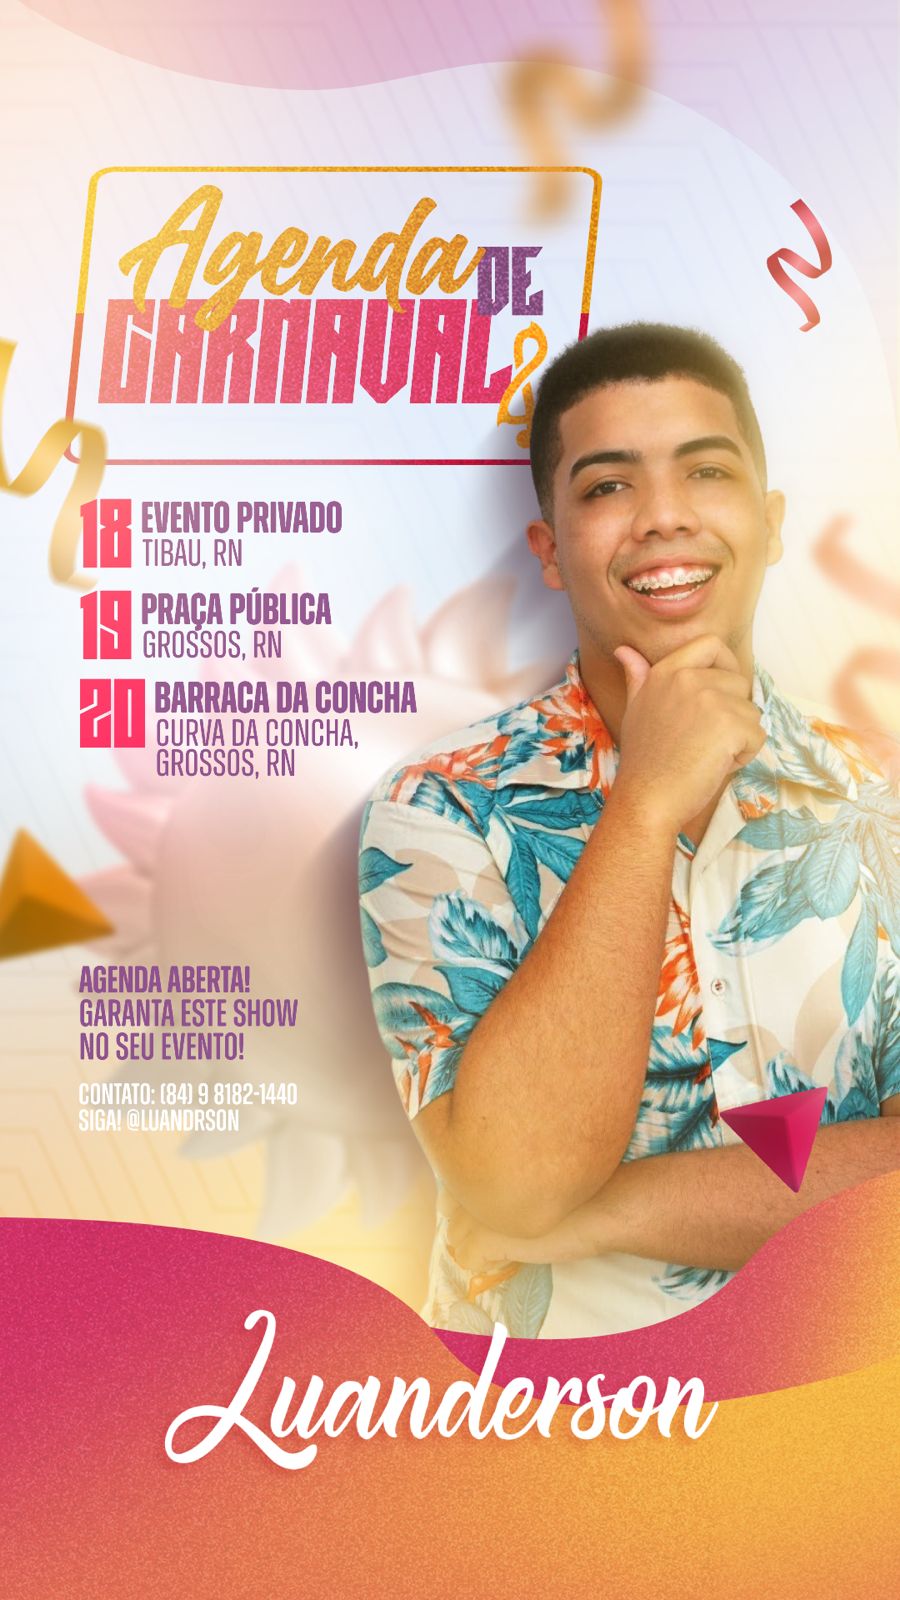 Agenda DE
CARNAVAL
18 EVENTO PRIVADO
TIBAU, RN
19 PRAÇA PÚBLICA
GROSSOS, RN
20 BARRACA DA CONCHA
CURVA DA CONCHA,
GROSSOS, RN
AGENDA ABERTA!
GARANTA ESTE SHOW
NO SEU EVENTO!
CONTATO: (84) 9 8182-1440
SIGA! @LUANDRSON
Luanderson